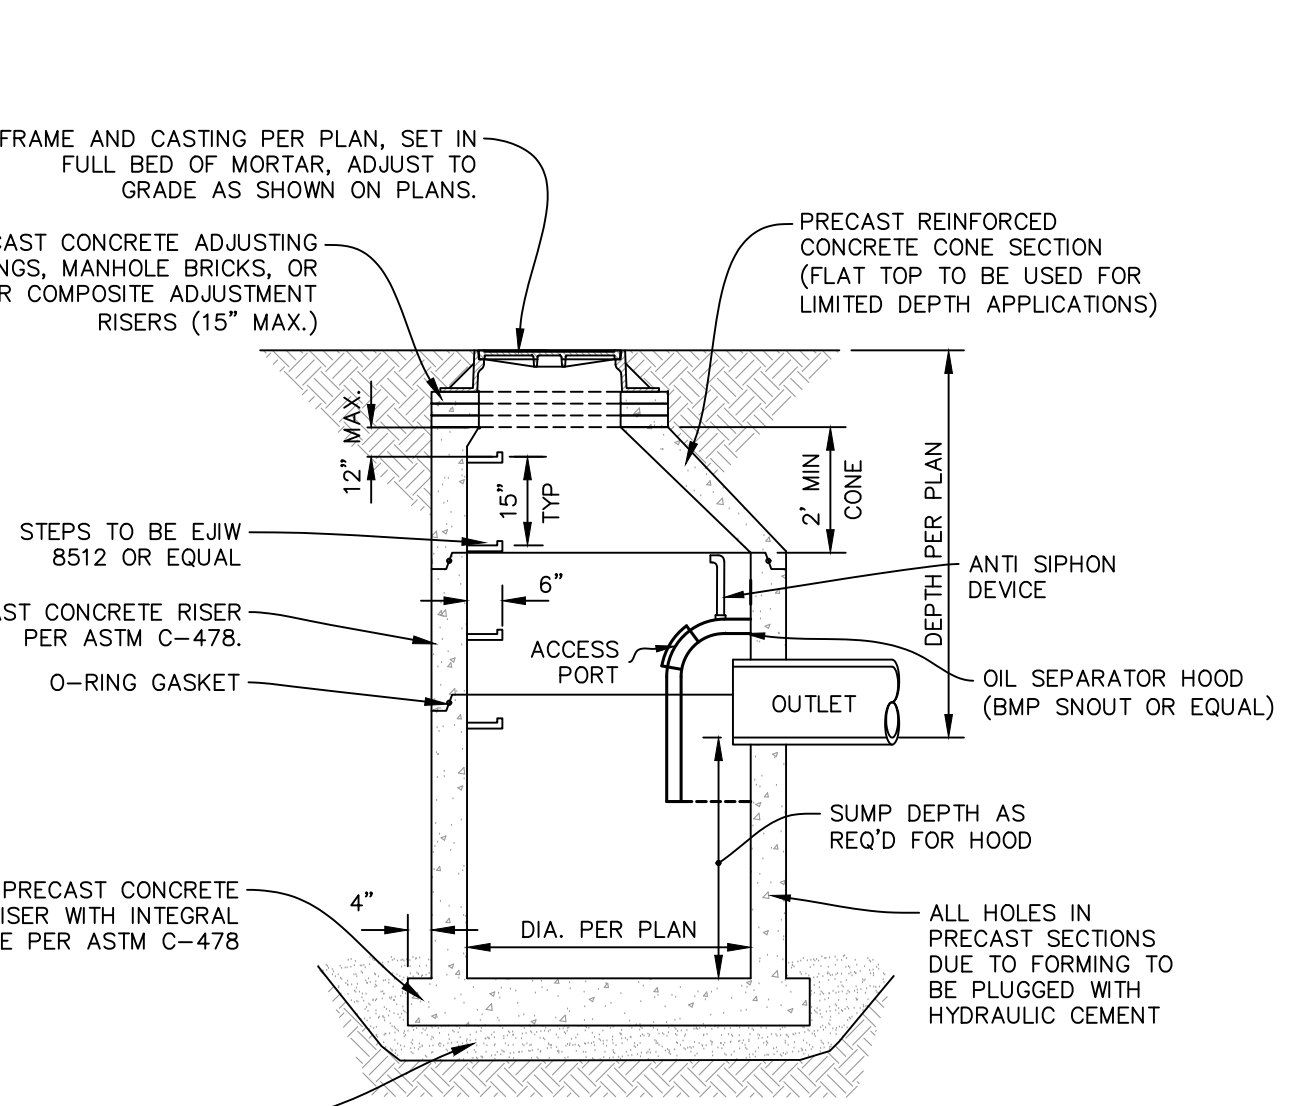 FRAME AND CASTING PER PLAN, SET IN
FULL BED OF MORTAR, ADJUST TO
GRADE AS SHOWN ON PLANS.
CAST CONCRETE ADJUSTING
NGS, MANHOLE BRICKS, OR
R COMPOSITE ADJUSTMENT
RISERS (15" MAX.)
PRECAST REINFORCED
CONCRETE CONE SECTION
(FLAT TOP TO BE USED FOR
LIMITED DEPTH APPLICATIONS)
12" MAX.
15"
TYP
2' MIN
CONE
DEPTH PER PLAN
STEPS TO BE EJIW
8512 OR EQUAL
6"
ANTI SIPHON
DEVICE
AST CONCRETE RISER
PER ASTM C-478.
ACCESS
PORT
O-RING GASKET
OUTLET
OIL SEPARATOR HOOD
(BMP SNOUT OR EQUAL)
SUMP DEPTH AS
REQ'D FOR HOOD
PRECAST CONCRETE
ISER WITH INTEGRAL
E PER ASTM C-478
4"
DIA. PER PLAN
ALL HOLES IN
PRECAST SECTIONS
DUE TO FORMING TO
BE PLUGGED WITH
HYDRAULIC CEMENT